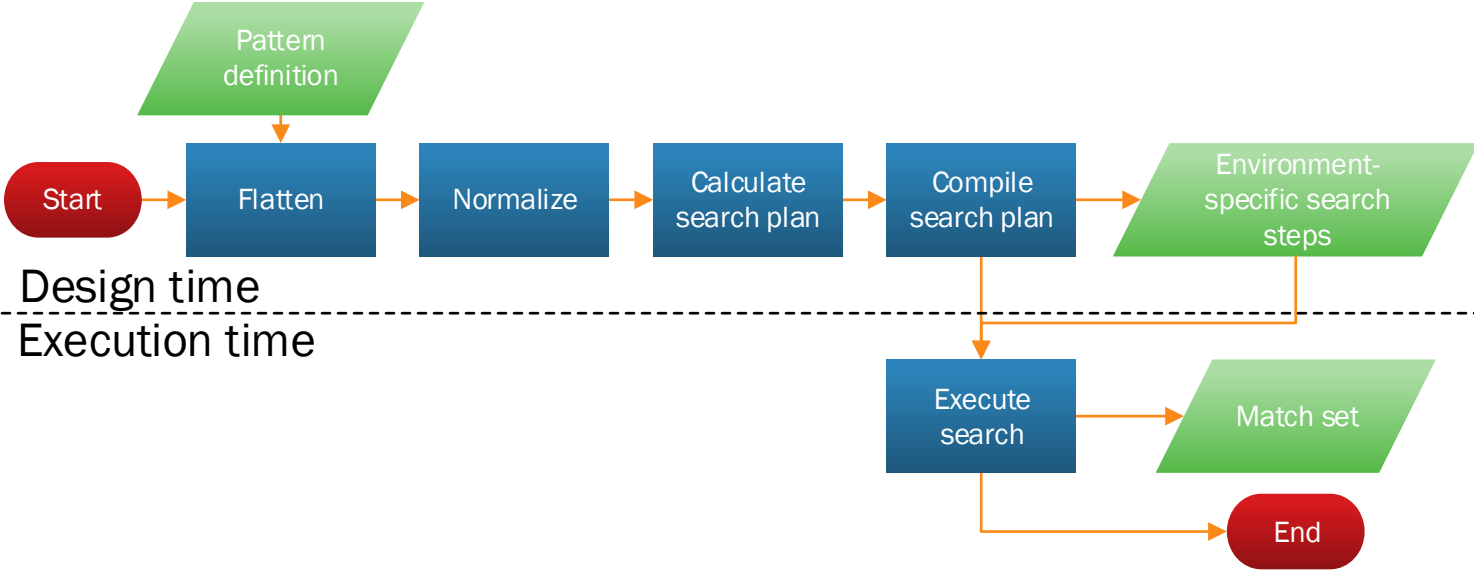 Pattern
definition
Start
Flatten
Normalize
Calculate
search plan
Compile
search plan
Environment-
specific search
steps
Design time
Execution time
Execute
search
Match set
End